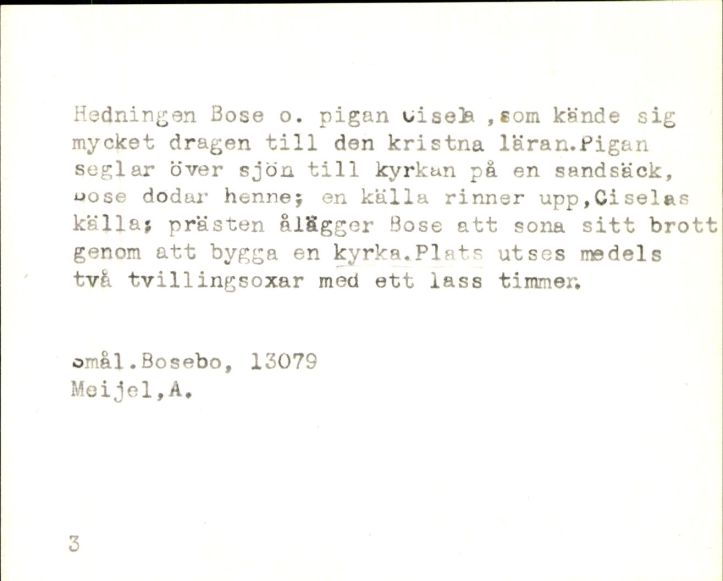 Hedningen Bose o. pigan Cisela ,som kände sig
mycket dragen till den kristna läran.Pigan
seglar över sjön till kyrkan på en sandsäck,
Bose dodar henne; en källa rinner upp,Ciselas
källa; prästen ålägger Bose att sona sitt brott
genom att bygga en kyrka.Plats utses medels
två tvillingsoxar med ett lass timmer.
Smål.Bosebo, 13079
Meijel,A.
3